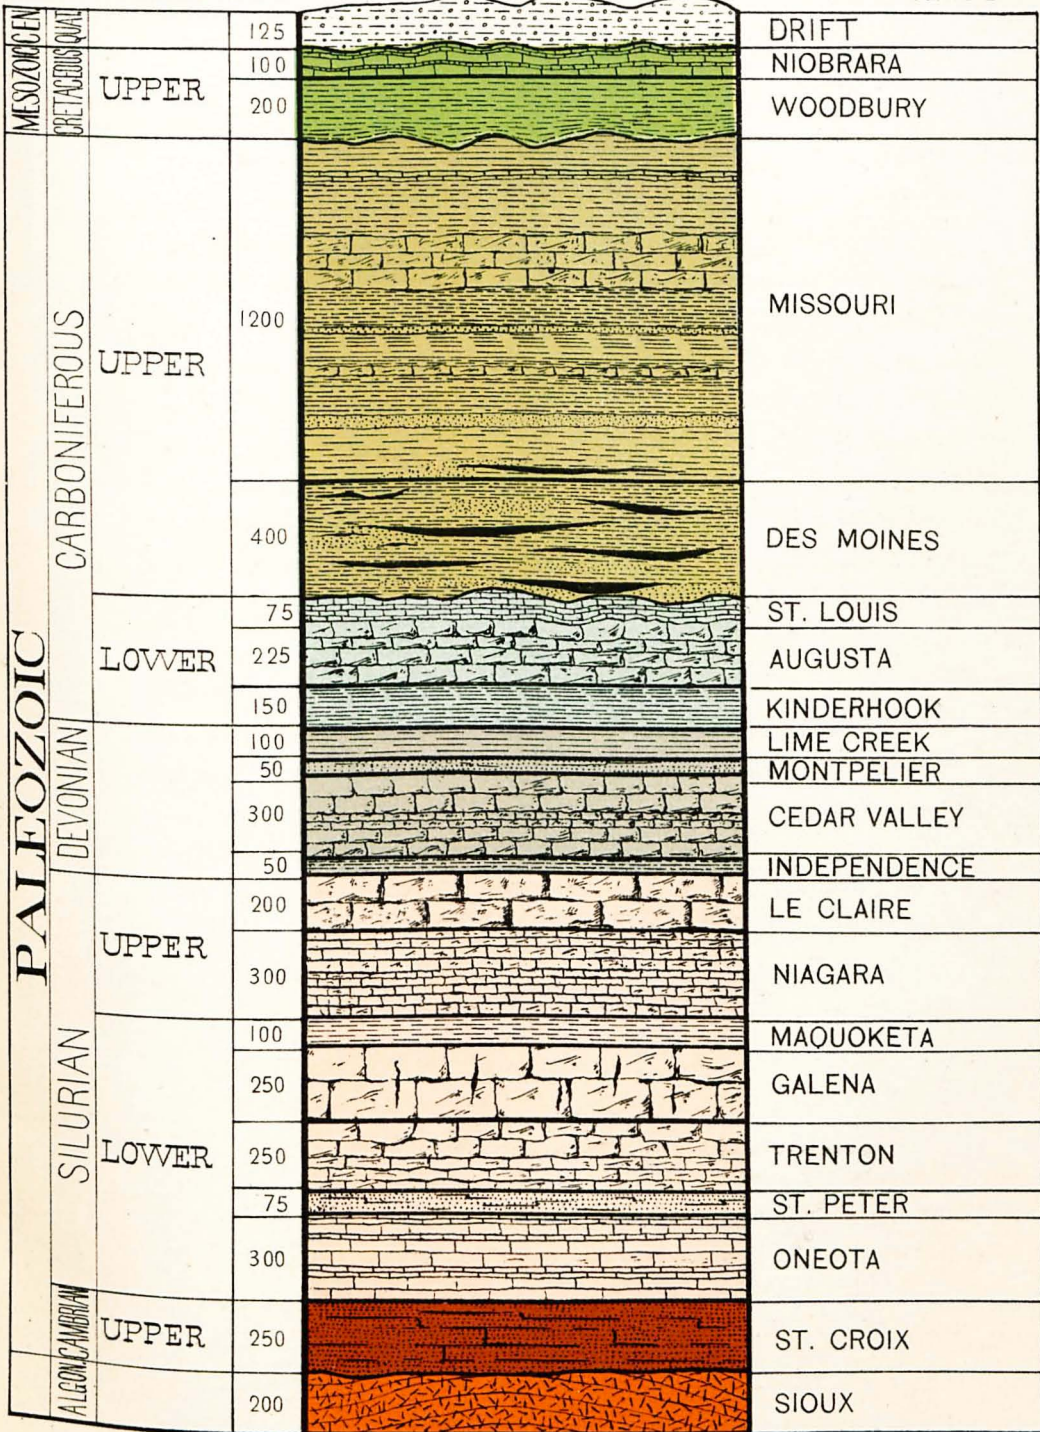 MESOZOIC CEN.
CRETACEOUS QUAT.
UPPER
125 DRIFT
100 NIOBRARA
200 WOODBURY
PALEOZOIC
CARBONIFEROUS
UPPER
1200 MISSOURI
400 DES MOINES
LOWER
75 ST. LOUIS
225 AUGUSTA
150 KINDERHOOK
DEVONIAN
100 LIME CREEK
50 MONTPELIER
300 CEDAR VALLEY
50 INDEPENDENCE
SILURIAN
UPPER
200 LE CLAIRE
300 NIAGARA
LOWER
100 MAQUOKETA
250 GALENA
250 TRENTON
75 ST. PETER
300 ONEOTA
CAMBRIAN
UPPER
250 ST. CROIX
ALGON.
200 SIOUX